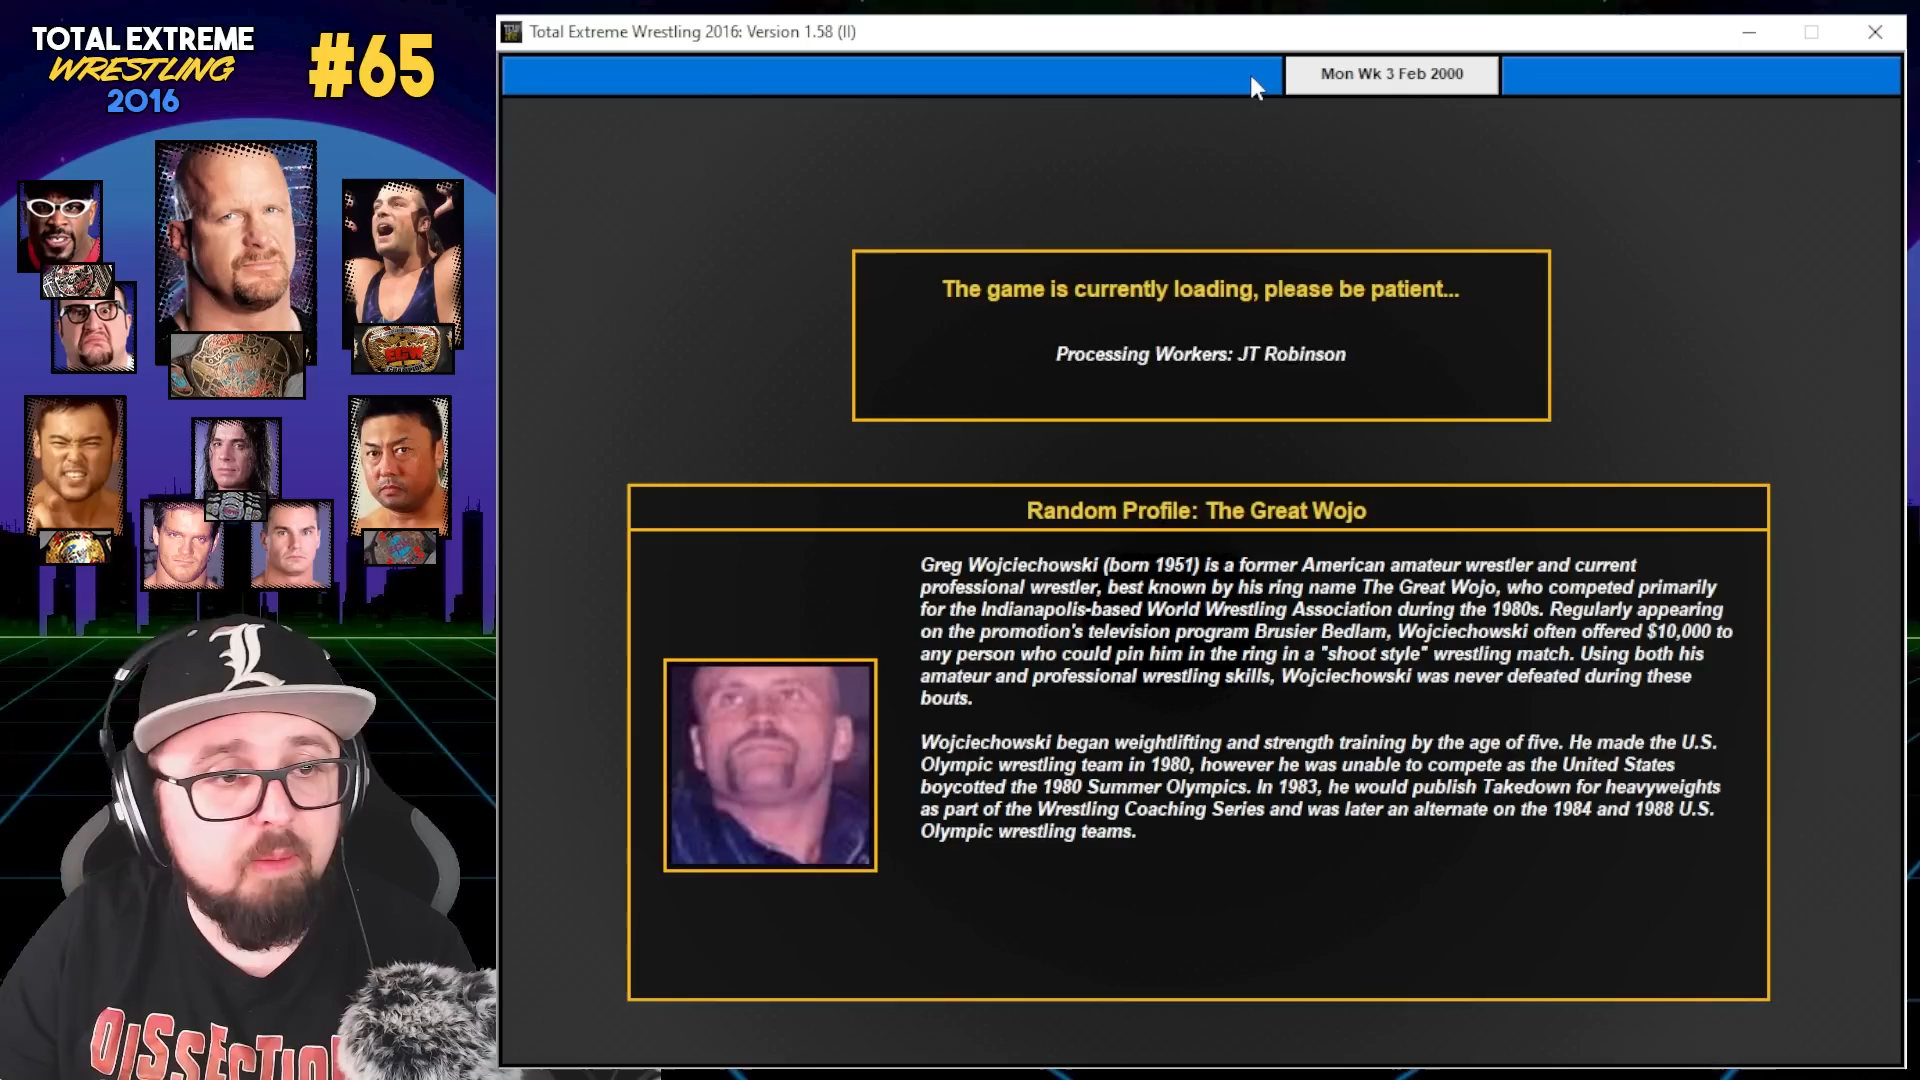 TOTAL EXTREME
WRESTLING
2016
#65
Total Extreme Wrestling 2016: Version 1.58 (II)
Mon Wk 3 Feb 2000
The game is currently loading, please be patient...
Processing Workers: JT Robinson
Random Profile: The Great Wojo
Greg Wojciechowski (born 1951) is a former American amateur wrestler and current
professional wrestler, best known by his ring name The Great Wojo, who competed primarily
for the Indianapolis-based World Wrestling Association during the 1980s. Regularly appearing
on the promotion's television program Brusier Bedlam, Wojciechowski often offered $10,000 to
any person who could pin him in the ring in a "shoot style" wrestling match. Using both his
amateur and professional wrestling skills, Wojciechowski was never defeated during these
bouts.
Wojciechowski began weightlifting and strength training by the age of five. He made the U.S.
Olympic wrestling team in 1980, however he was unable to compete as the United States
boycotted the 1980 Summer Olympics. In 1983, he would publish Takedown for heavyweights
as part of the Wrestling Coaching Series and was later an alternate on the 1984 and 1988 U.S.
Olympic wrestling teams.
ECW
L
DISSECTION